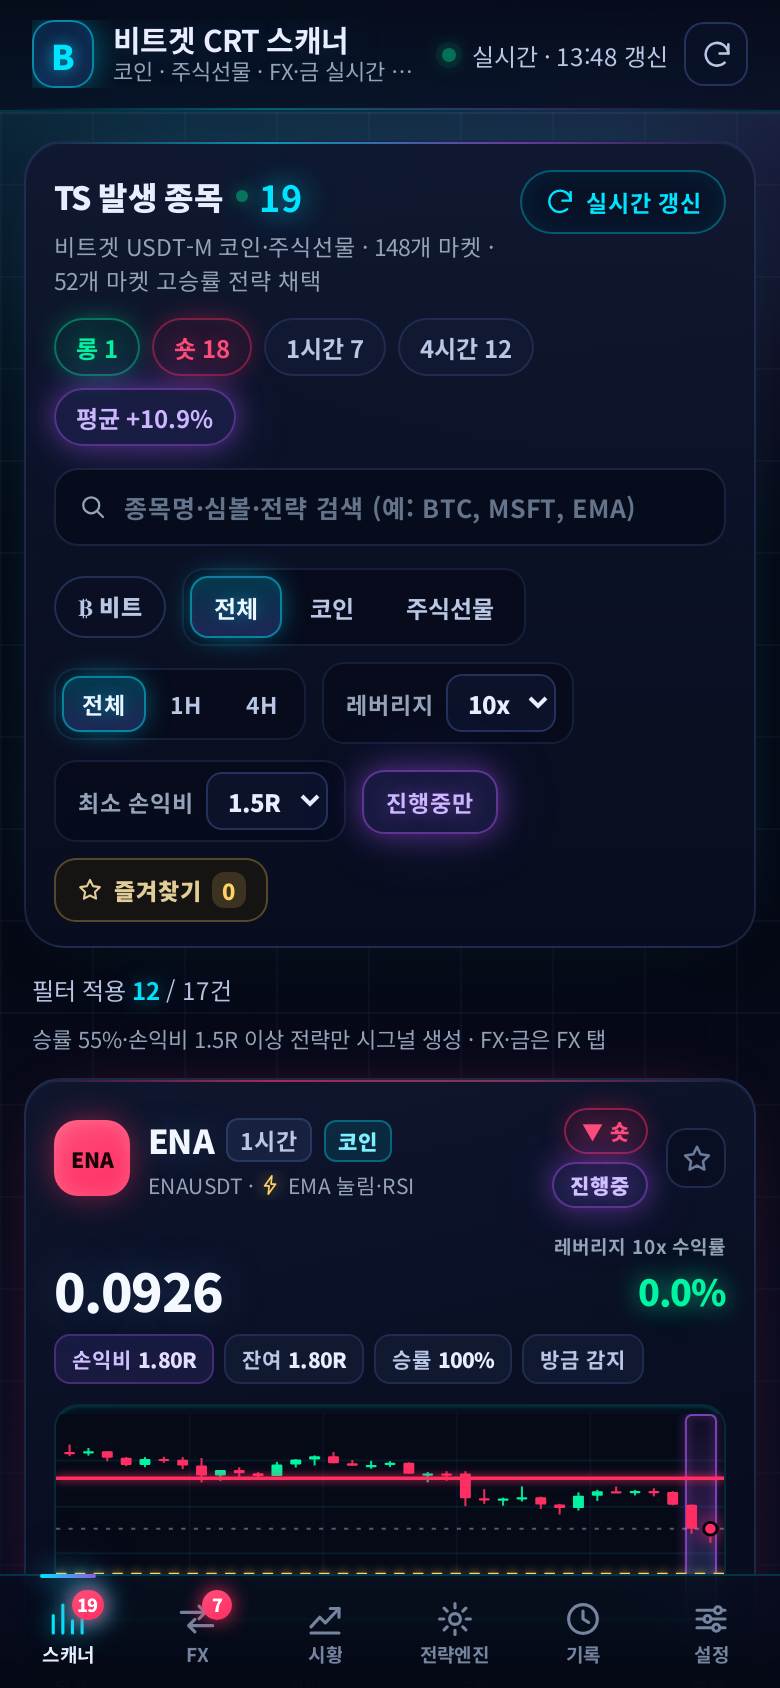 B
비트겟 CRT 스캐너
코인 · 주식선물 · FX·금 실시간 ···
실시간 · 13:48 갱신
TS 발생 종목 · 19
실시간 갱신
비트겟 USDT-M 코인·주식선물 · 148개 마켓 ·
52개 마켓 고승률 전략 채택
롱 1
숏 18
1시간 7
4시간 12
평균 +10.9%
종목명·심볼·전략 검색 (예: BTC, MSFT, EMA)
₿ 비트
전체
코인
주식선물
전체
1H
4H
레버리지
10x
최소 손익비
1.5R
진행중만
즐겨찾기 0
필터 적용 12 / 17건
승률 55%·손익비 1.5R 이상 전략만 시그널 생성 · FX·금은 FX 탭
ENA
ENA
1시간
코인
▼ 숏
ENAUSDT · EMA 눌림·RSI
진행중
레버리지 10x 수익률
0.0926
0.0%
손익비 1.80R
잔여 1.80R
승률 100%
방금 감지
19
7
스캐너
FX
시황
전략엔진
기록
설정